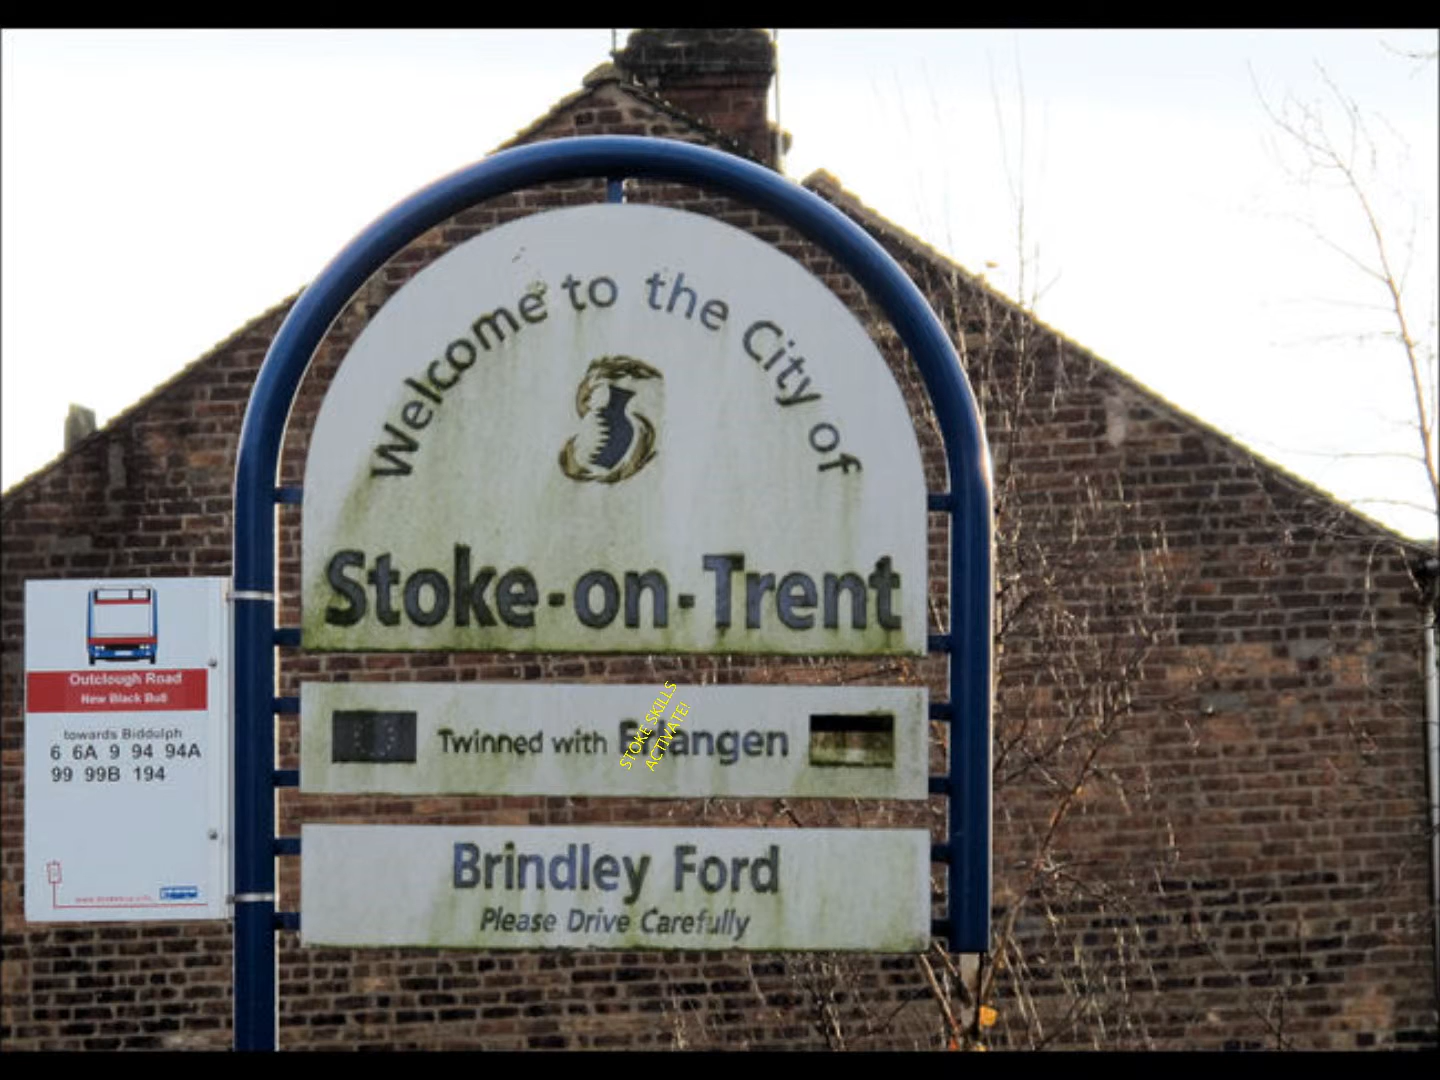 Welcome to the City of
Stoke-on-Trent
Twinned with Erlangen
STOKE SKILLS
ACTIVATE!
Brindley Ford
Please Drive Carefully
Outclough Road
New Black Bull
towards Biddulph
6 6A 9 94 94A
99 99B 194